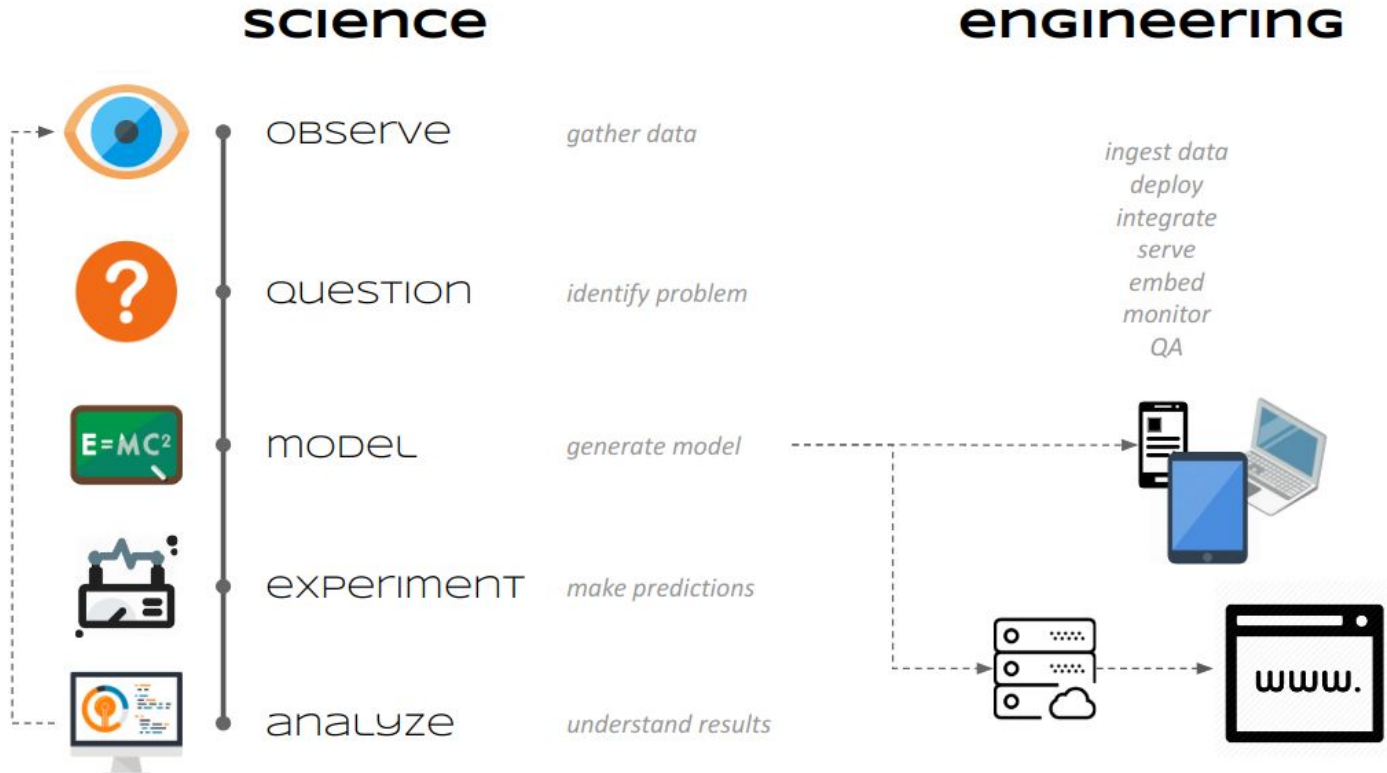 science
engineering
observe
gather data
question
identify problem
E=MC²
model
generate model
experiment
make predictions
analyze
understand results
ingest data
deploy
integrate
serve
embed
monitor
QA
www.